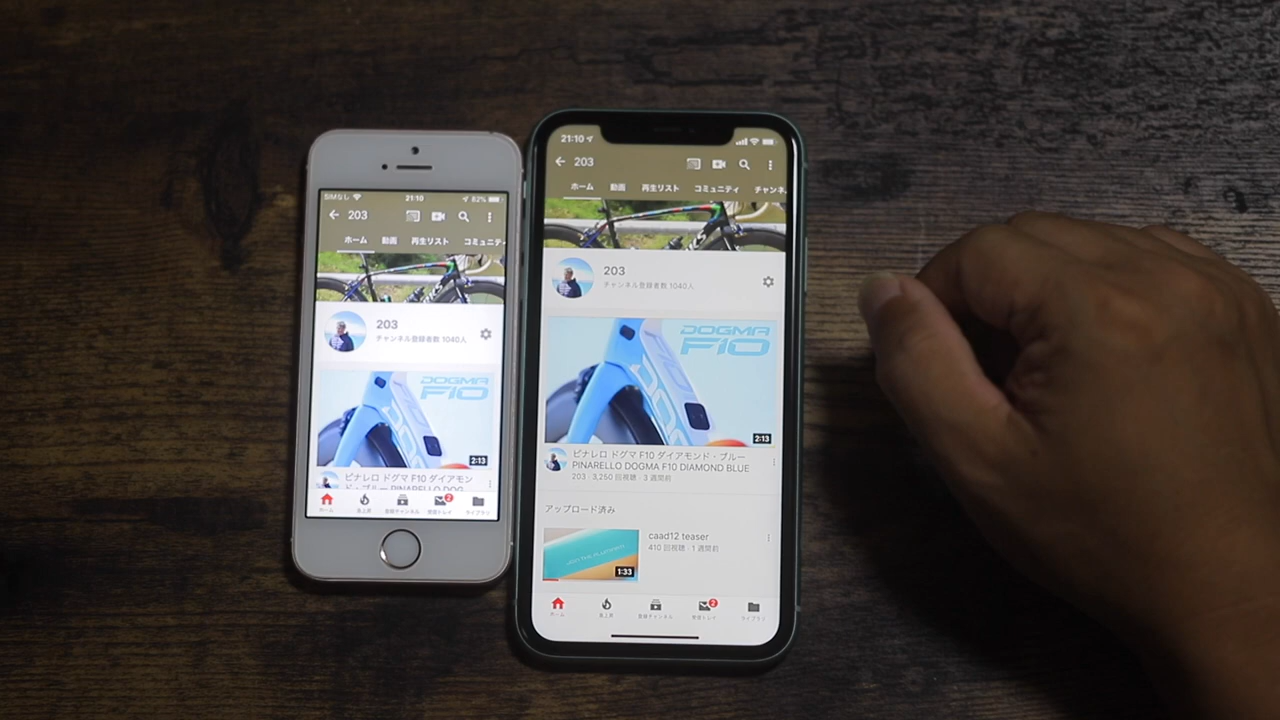 SIMなし
21:10
82%
203
ホーム 動画 再生リスト コミュニティ
203
チャンネル登録者数 1040人
DOGMA
F10
2:13
ピナレロ ドグマ F10 ダイアモン
ド・ブルー PINARELLO DOG
ホーム 急上昇 登録チャンネル 受信トレイ ライブラリ
2
21:10
203
ホーム 動画 再生リスト コミュニティ チャンネ
203
チャンネル登録者数 1040人
DOGMA
F10
2:13
ピナレロ ドグマ F10 ダイアモンド・ブルー
PINARELLO DOGMA F10 DIAMOND BLUE
203・3,250 回視聴・3 週間前
アップロード済み
caad12 teaser
410 回視聴・1 週間前
1:33
ホーム 急上昇 登録チャンネル 受信トレイ ライブラリ
2